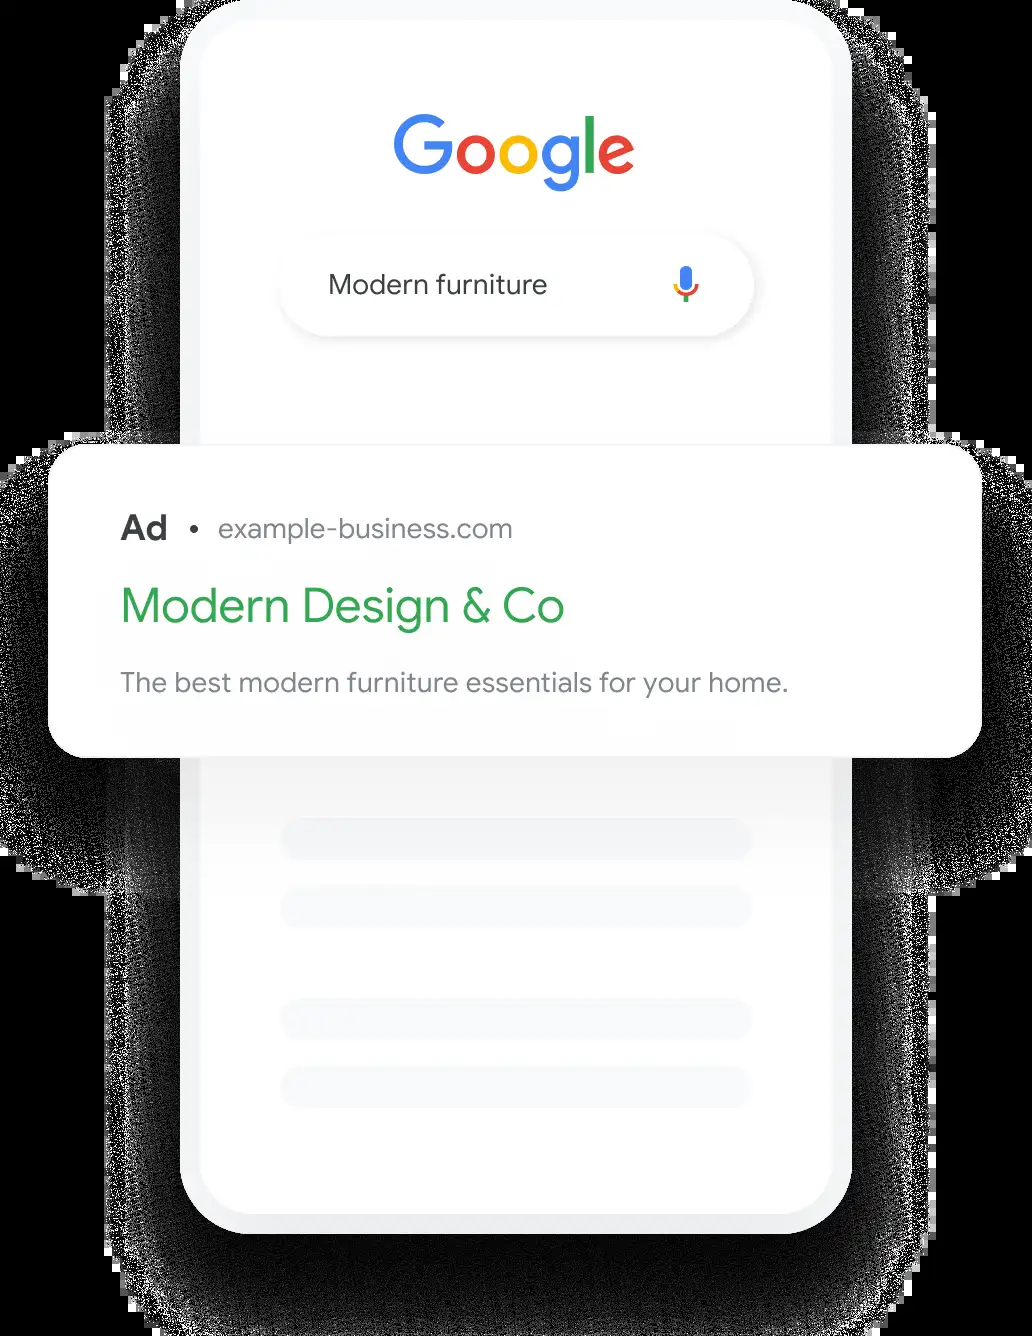 Google
Modern furniture
Ad • example-business.com
Modern Design & Co
The best modern furniture essentials for your home.